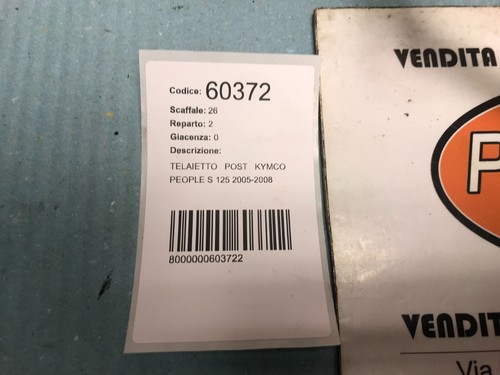 Codice: 60372
Scaffale: 26
Reparto: 2
Giacenza: 0
Descrizione:
TELAIETTO POST KYMCO
PEOPLE S 125 2005-2008
8000000603722
VENDITA
P
VENDIT
Via